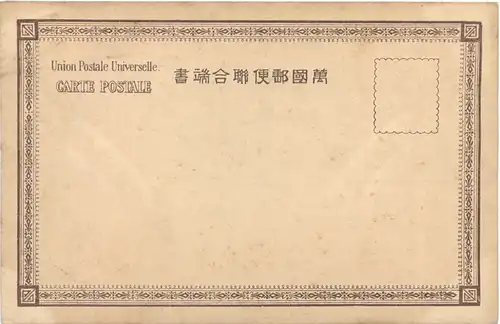 Union Postale Universelle.
CARTE POSTALE
書端合聯便郵國萬